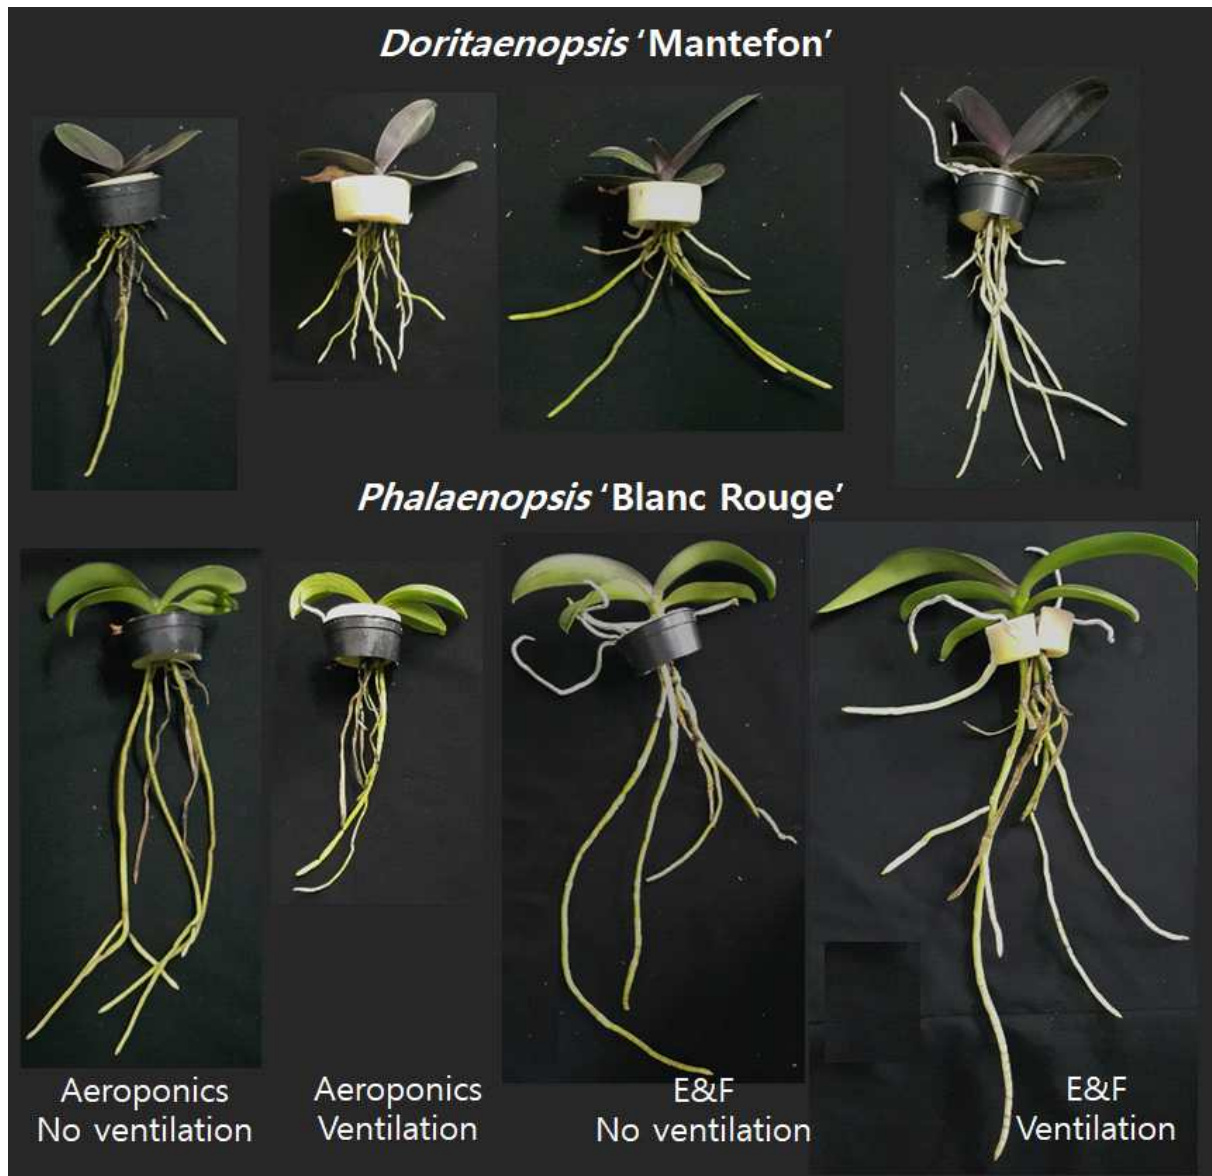 Doritaenopsis ‘Mantefon’
Phalaenopsis ‘Blanc Rouge’
Aeroponics
No ventilation
Aeroponics
Ventilation
E&F
No ventilation
E&F
Ventilation